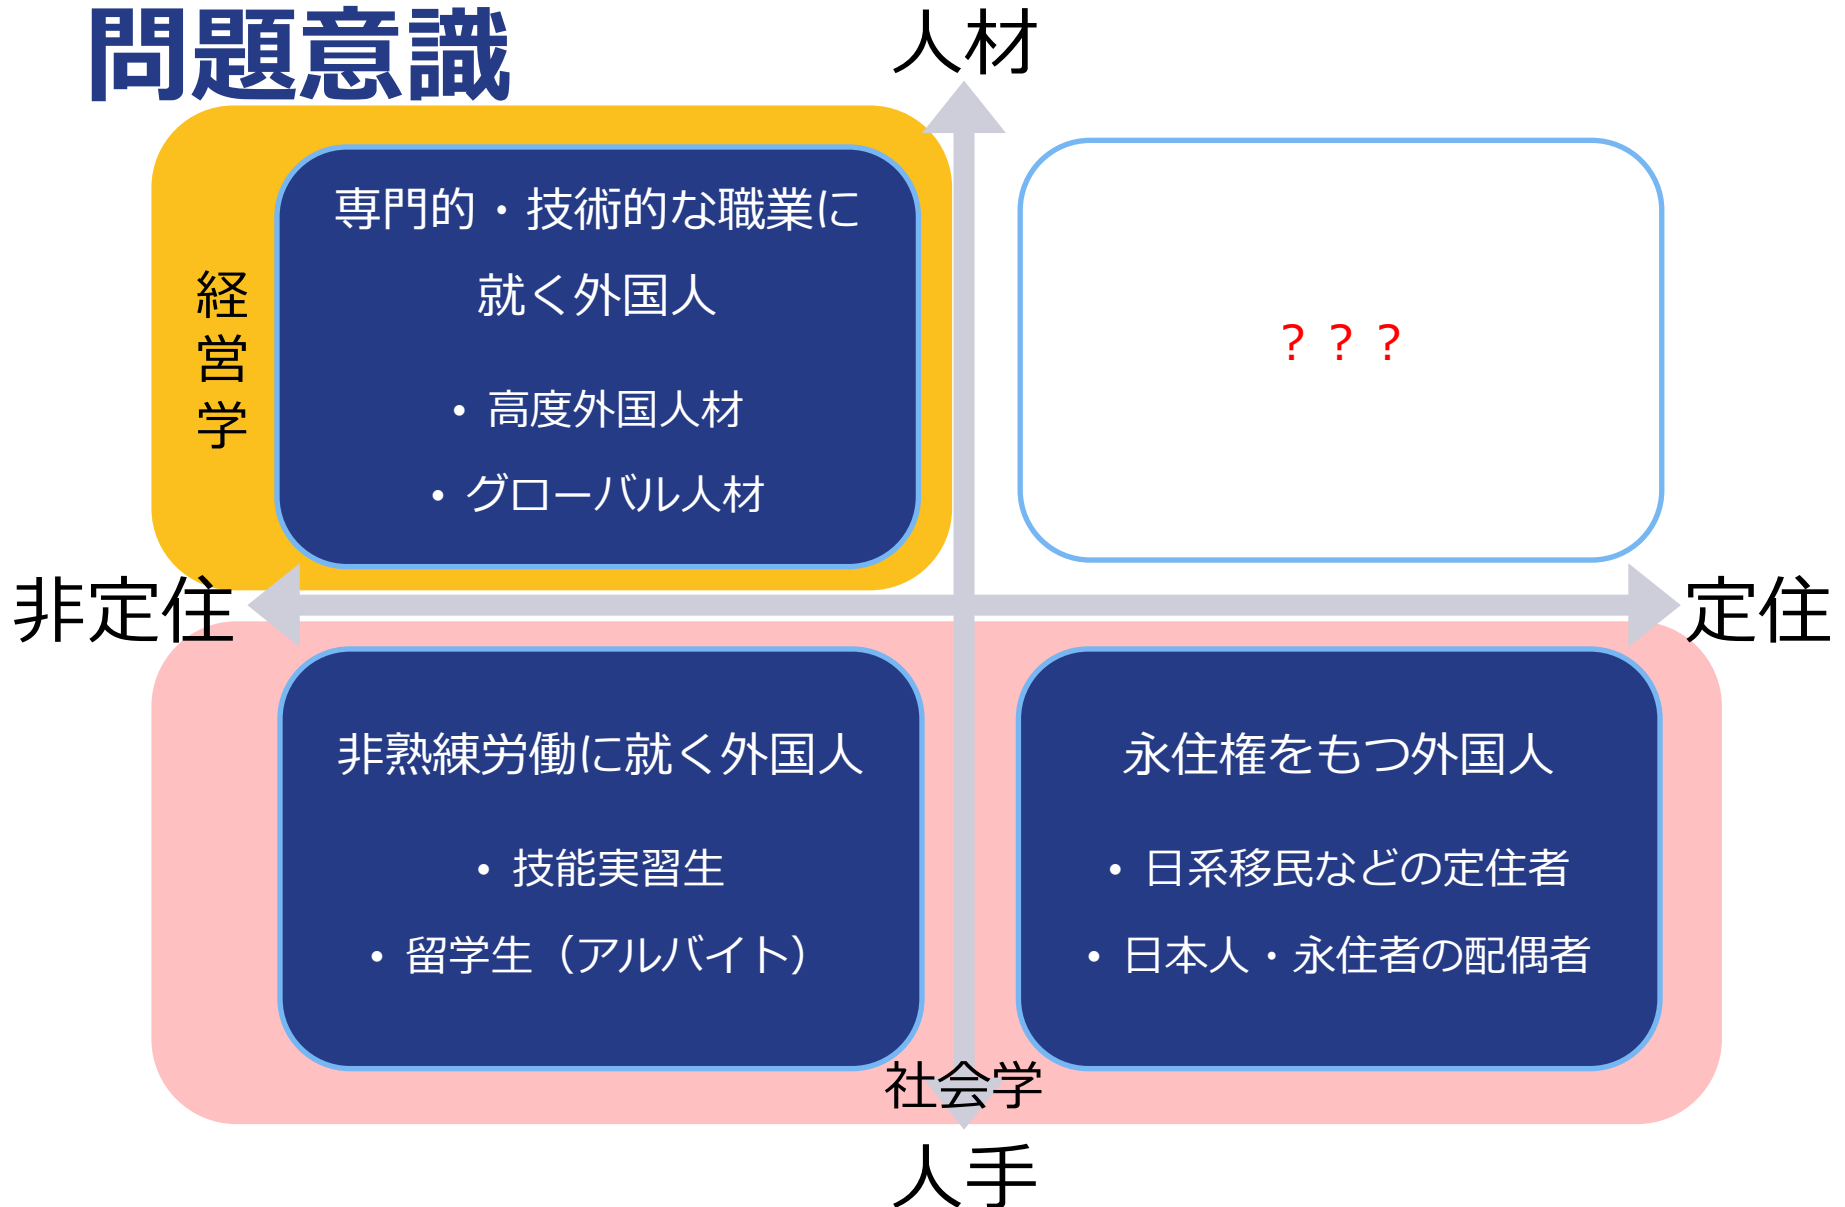 問題意識
人材
専門的・技術的な職業に
就く外国人
• 高度外国人材
• グローバル人材
経営学
？？？
非定住
定住
非熟練労働に就く外国人
• 技能実習生
• 留学生（アルバイト）
永住権をもつ外国人
• 日系移民などの定住者
• 日本人・永住者の配偶者
社会学
人手